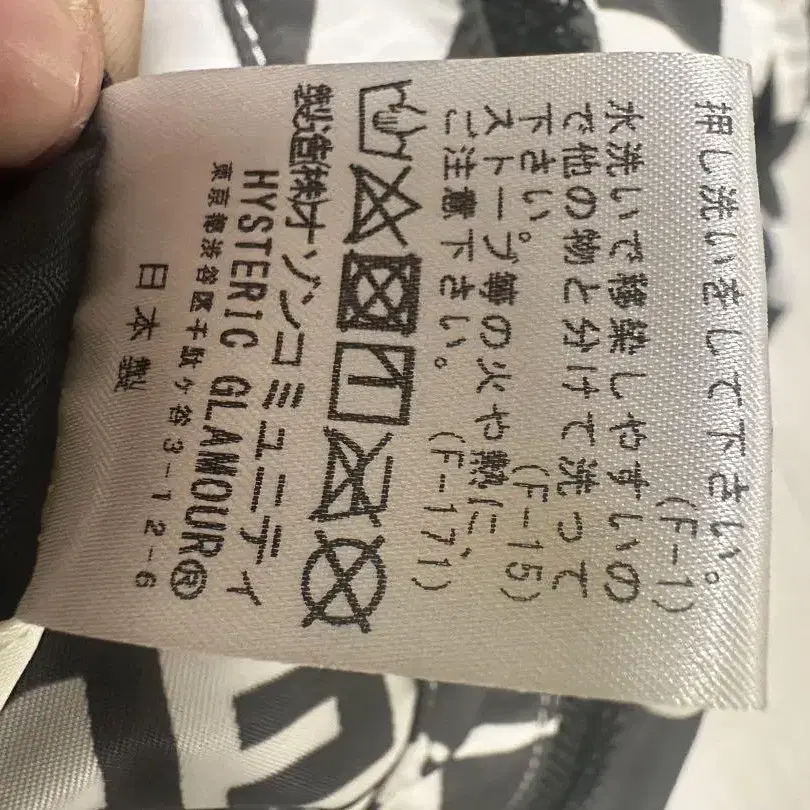 押し洗いをして下さい。
(F-1)
水洗いで移染しやすいの
で他の物と分けて洗って
下さい。
(F-15)
ストーブ等の火や熱に、
ご注意下さい。
(F-171)
製造(株)オゾンコミュニティ
HYSTERIC GLAMOUR®
東京都渋谷区千駄ヶ谷3-12-6
日本製